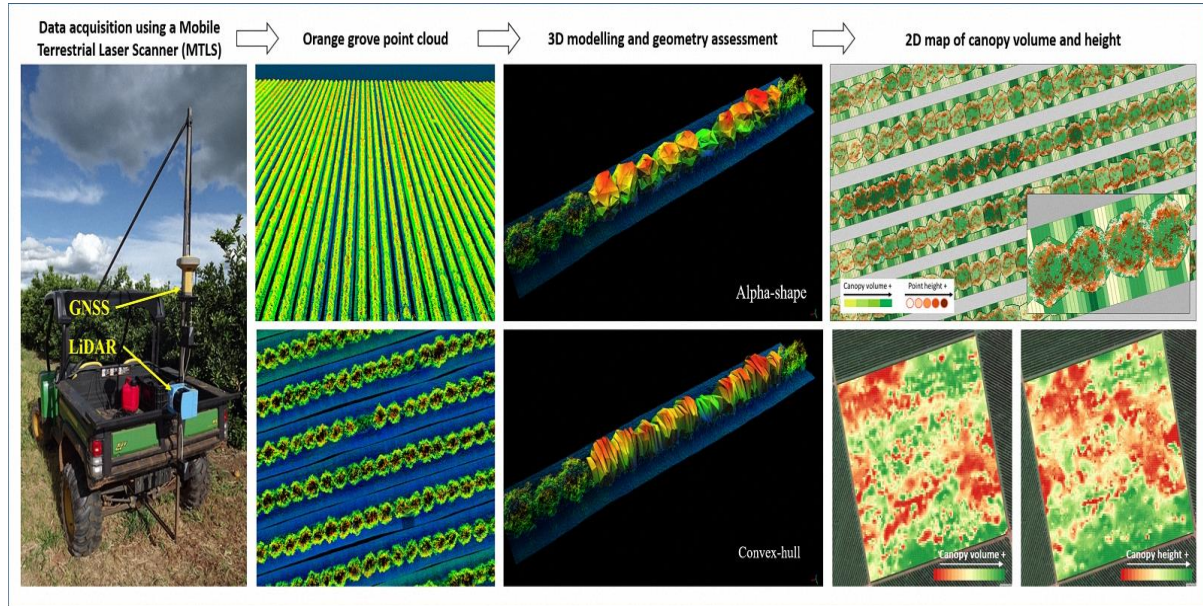 Data acquisition using a Mobile
Terrestrial Laser Scanner (MTLS)
Orange grove point cloud
3D modelling and geometry assessment
2D map of canopy volume and height
GNSS
LiDAR
Alpha-shape
Canopy volume +
Point height +
Convex-hull
Canopy volume +
Canopy height +